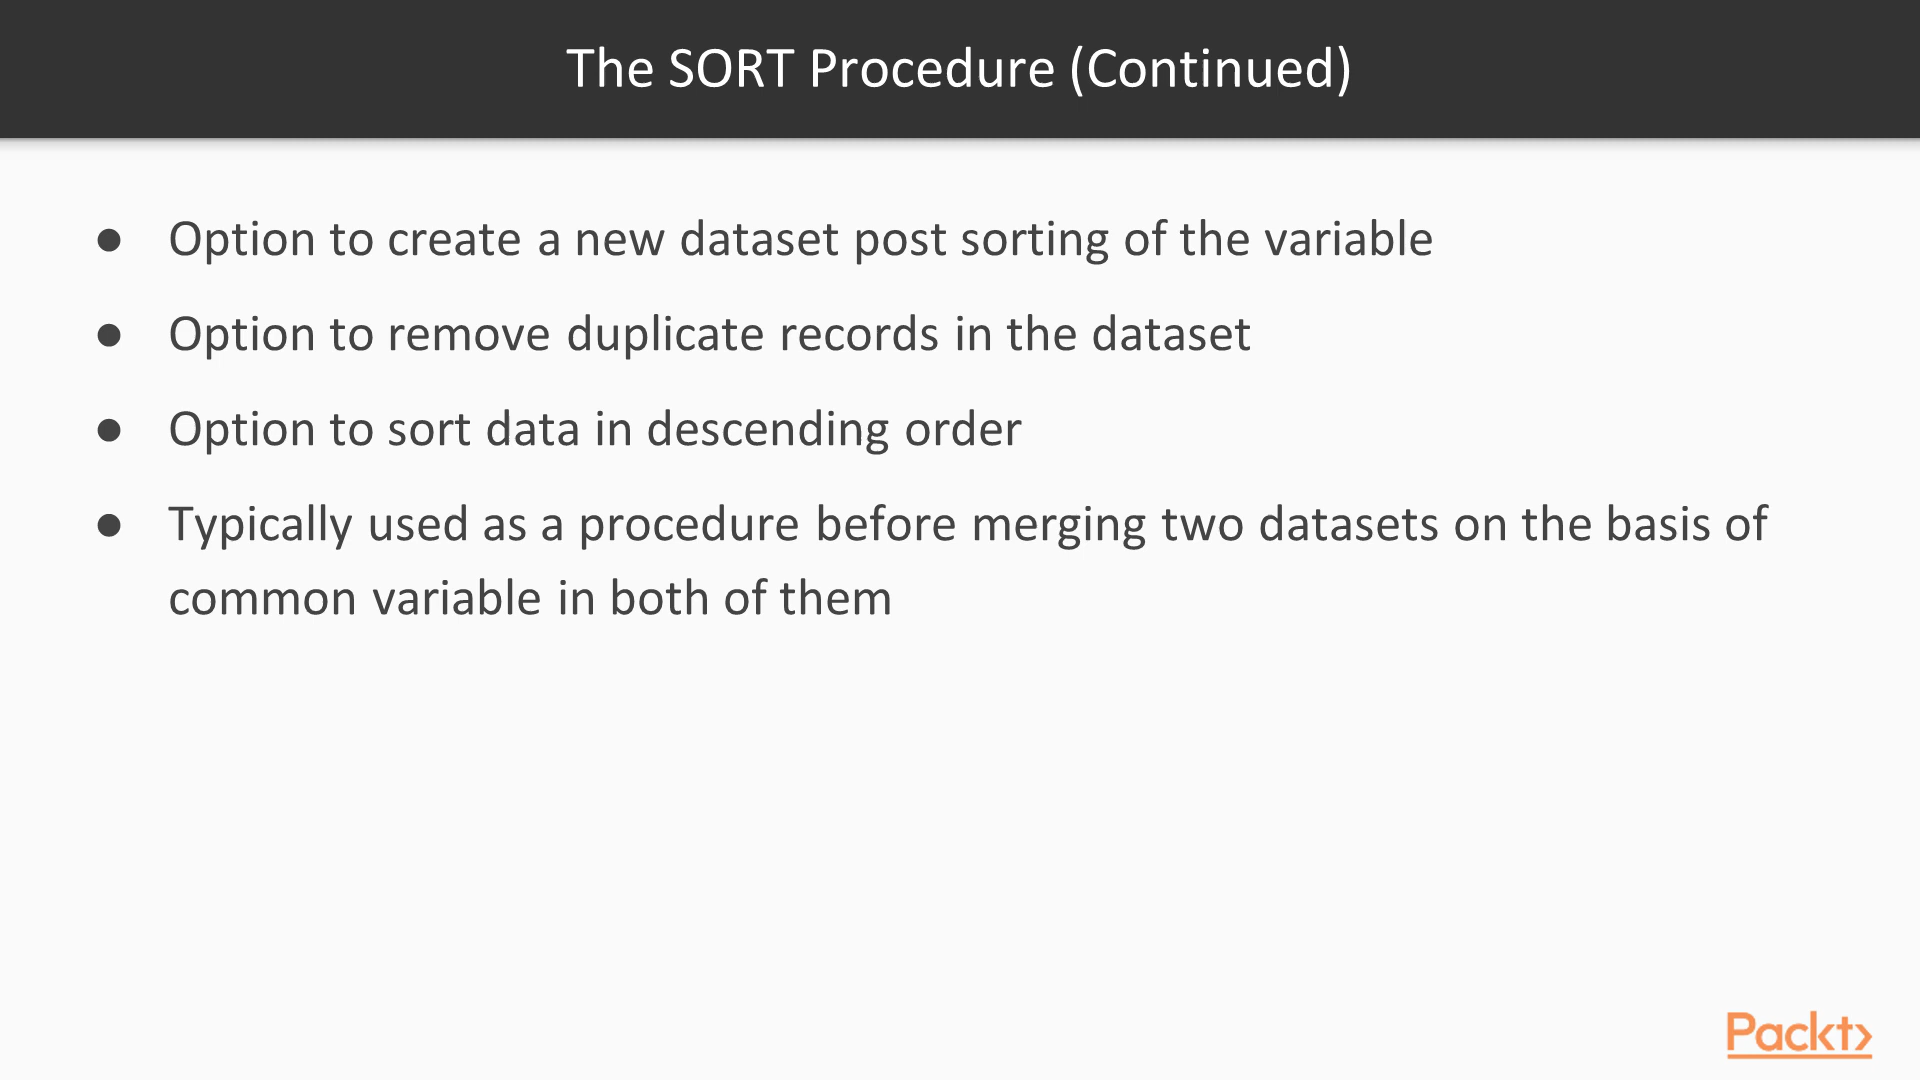 The SORT Procedure (Continued)
● Option to create a new dataset post sorting of the variable
● Option to remove duplicate records in the dataset
● Option to sort data in descending order
● Typically used as a procedure before merging two datasets on the basis of
common variable in both of them
Packt>